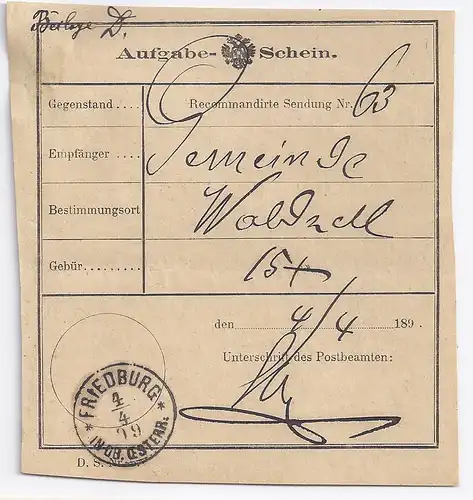 Beilage D.
Aufgabe- Schein.
Gegenstand .... Recommandirte Sendung Nr. 63
Empfänger ..... Gemeinde
Bestimmungsort Waldzell
Gebür ......... 15 x
den 4/4 189 .
Unterschrift des Postbeamten:
* FRIEDBURG *
4
4
99
IN OB. ŒSTERR.
D. S.